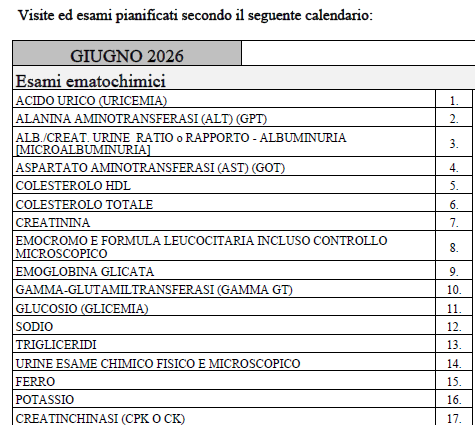 Visite ed esami pianificati secondo il seguente calendario:
GIUGNO 2026
Esami ematochimici
ACIDO URICO (URICEMIA) 1.
ALANINA AMINOTRANSFERASI (ALT) (GPT) 2.
ALB./CREAT. URINE RATIO o RAPPORTO - ALBUMINURIA
[MICROALBUMINURIA] 3.
ASPARTATO AMINOTRANSFERASI (AST) (GOT) 4.
COLESTEROLO HDL 5.
COLESTEROLO TOTALE 6.
CREATININA 7.
EMOCROMO E FORMULA LEUCOCITARIA INCLUSO CONTROLLO
MICROSCOPICO 8.
EMOGLOBINA GLICATA 9.
GAMMA-GLUTAMILTRANSFERASI (GAMMA GT) 10.
GLUCOSIO (GLICEMIA) 11.
SODIO 12.
TRIGLICERIDI 13.
URINE ESAME CHIMICO FISICO E MICROSCOPICO 14.
FERRO 15.
POTASSIO 16.
CREATINCHINASI (CPK O CK) 17.